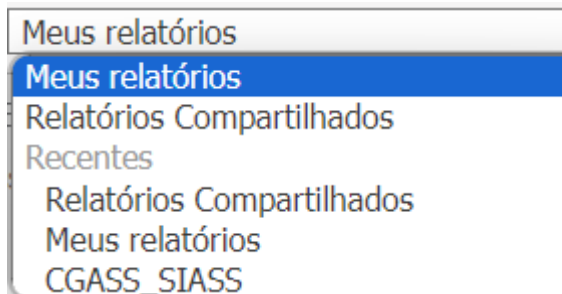 Meus relatórios
Meus relatórios
Relatórios Compartilhados
Recentes
Relatórios Compartilhados
Meus relatórios
CGASS_SIASS